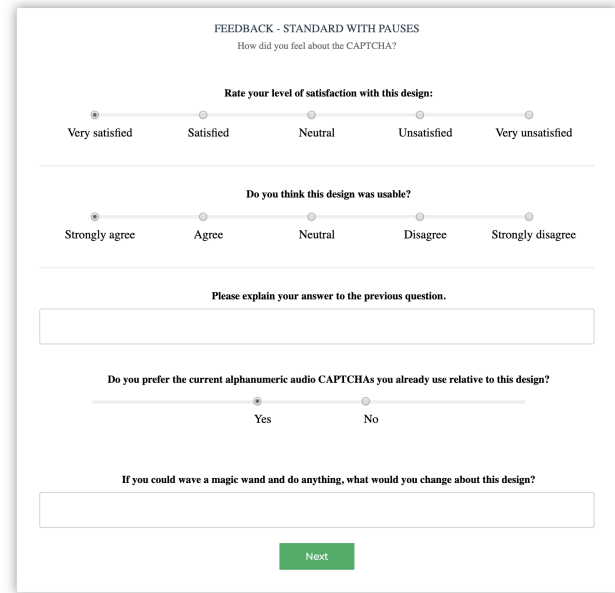 FEEDBACK - STANDARD WITH PAUSES
How did you feel about the CAPTCHA?
Rate your level of satisfaction with this design:
Very satisfied Satisfied Neutral Unsatisfied Very unsatisfied
Do you think this design was usable?
Strongly agree Agree Neutral Disagree Strongly disagree
Please explain your answer to the previous question.
Do you prefer the current alphanumeric audio CAPTCHAs you already use relative to this design?
Yes No
If you could wave a magic wand and do anything, what would you change about this design?
Next